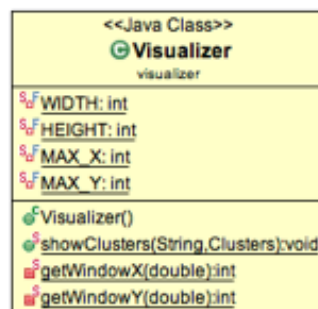 <<Java Class>>
Visualizer
visualizer
WIDTH: int
HEIGHT: int
MAX_X: int
MAX_Y: int
Visualizer()
showClusters(String,Clusters):void
getWindowX(double):int
getWindowY(double):int